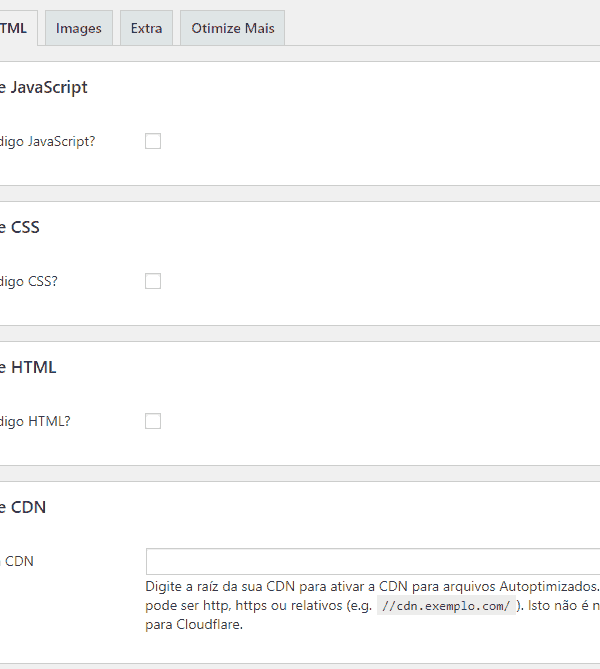 TML Images Extra Otimize Mais
e JavaScript
digo JavaScript?
e CSS
digo CSS?
e HTML
digo HTML?
e CDN
CDN
Digite a raíz da sua CDN para ativar a CDN para arquivos Autoptimizados.
pode ser http, https ou relativos (e.g. //cdn.exemplo.com/ ). Isto não é n
para Cloudflare.